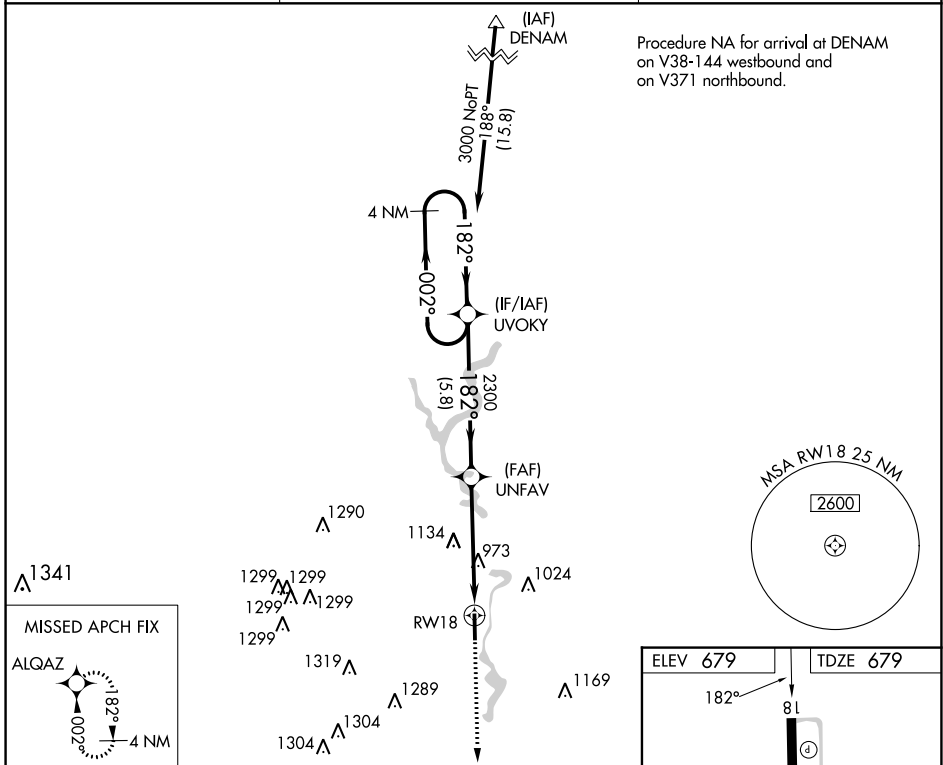 (IAF)
DENAM
Procedure NA for arrival at DENAM
on V38-144 westbound and
on V371 northbound.
3000 NoPT
188°
(15.8)
4 NM
182°
002°
(IF/IAF)
UVOKY
2300
182°
(5.8)
(FAF)
UNFAV
MSA RW18 25 NM
2600
1290
1134
973
1024
1341
1299
1299
1299
1299
1299
RW18
MISSED APCH FIX
ALQAZ
182°
002°
4 NM
1319
1289
1169
1304
1304
ELEV 679
TDZE 679
182°
18
P